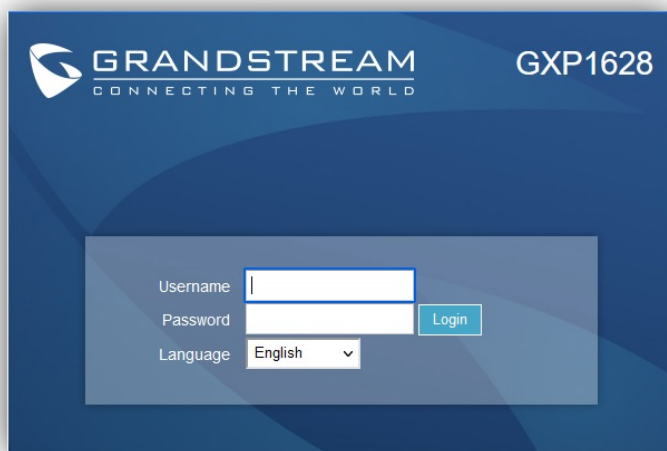 GRANDSTREAM
CONNECTING THE WORLD
GXP1628
Username
Password
Login
Language
English